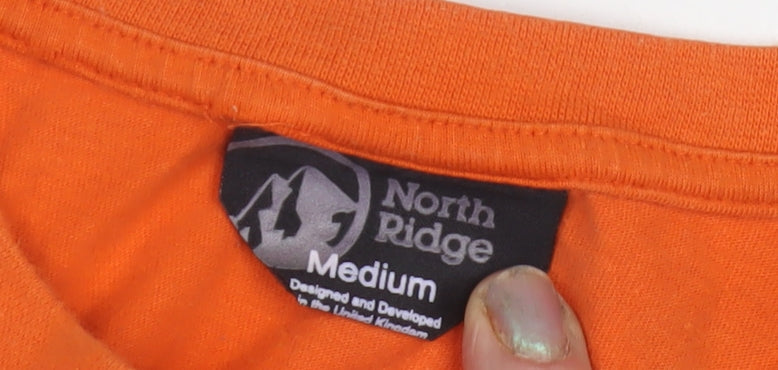 North
Ridge
Medium
Designed and Developed
in the United Kingdom